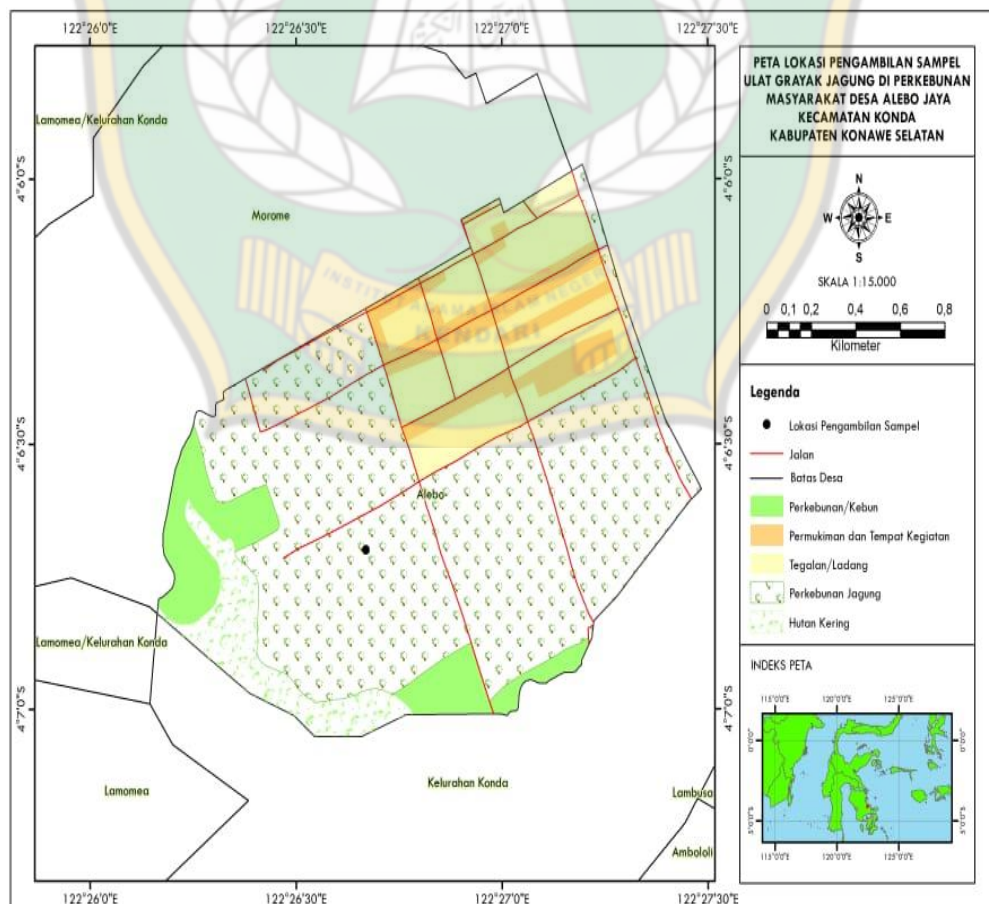 122°26'0"E
122°26'30"E
122°27'0"E
122°27'30"E
4°6'0"S
4°6'30"S
4°7'0"S
4°6'0"S
4°6'30"S
4°7'0"S
Lamomea/Kelurahan Konda
Morome
INSTITUT AGAMA ISLAM NEGERI
KENDARI
Alebo
Lamomea/Kelurahan Konda
Lamomea
Kelurahan Konda
Lambusa
Ambololi
122°26'0"E
122°26'30"E
122°27'0"E
122°27'30"E
PETA LOKASI PENGAMBILAN SAMPEL
ULAT GRAYAK JAGUNG DI PERKEBUNAN
MASYARAKAT DESA ALEBO JAYA
KECAMATAN KONDA
KABUPATEN KONAWE SELATAN
N
W
E
S
SKALA 1:15.000
0 0,1 0,2 0,4 0,6 0,8
Kilometer
Legenda
Lokasi Pengambilan Sampel
Jalan
Batas Desa
Perkebunan/Kebun
Permukiman dan Tempat Kegiatan
Tegalan/Ladang
Perkebunan Jagung
Hutan Kering
INDEKS PETA
115°0'0"E
120°0'0"E
125°0'0"E
0°0'0"
5°0'0"S
0°0'0"
5°0'0"S
115°0'0"E
120°0'0"E
125°0'0"E